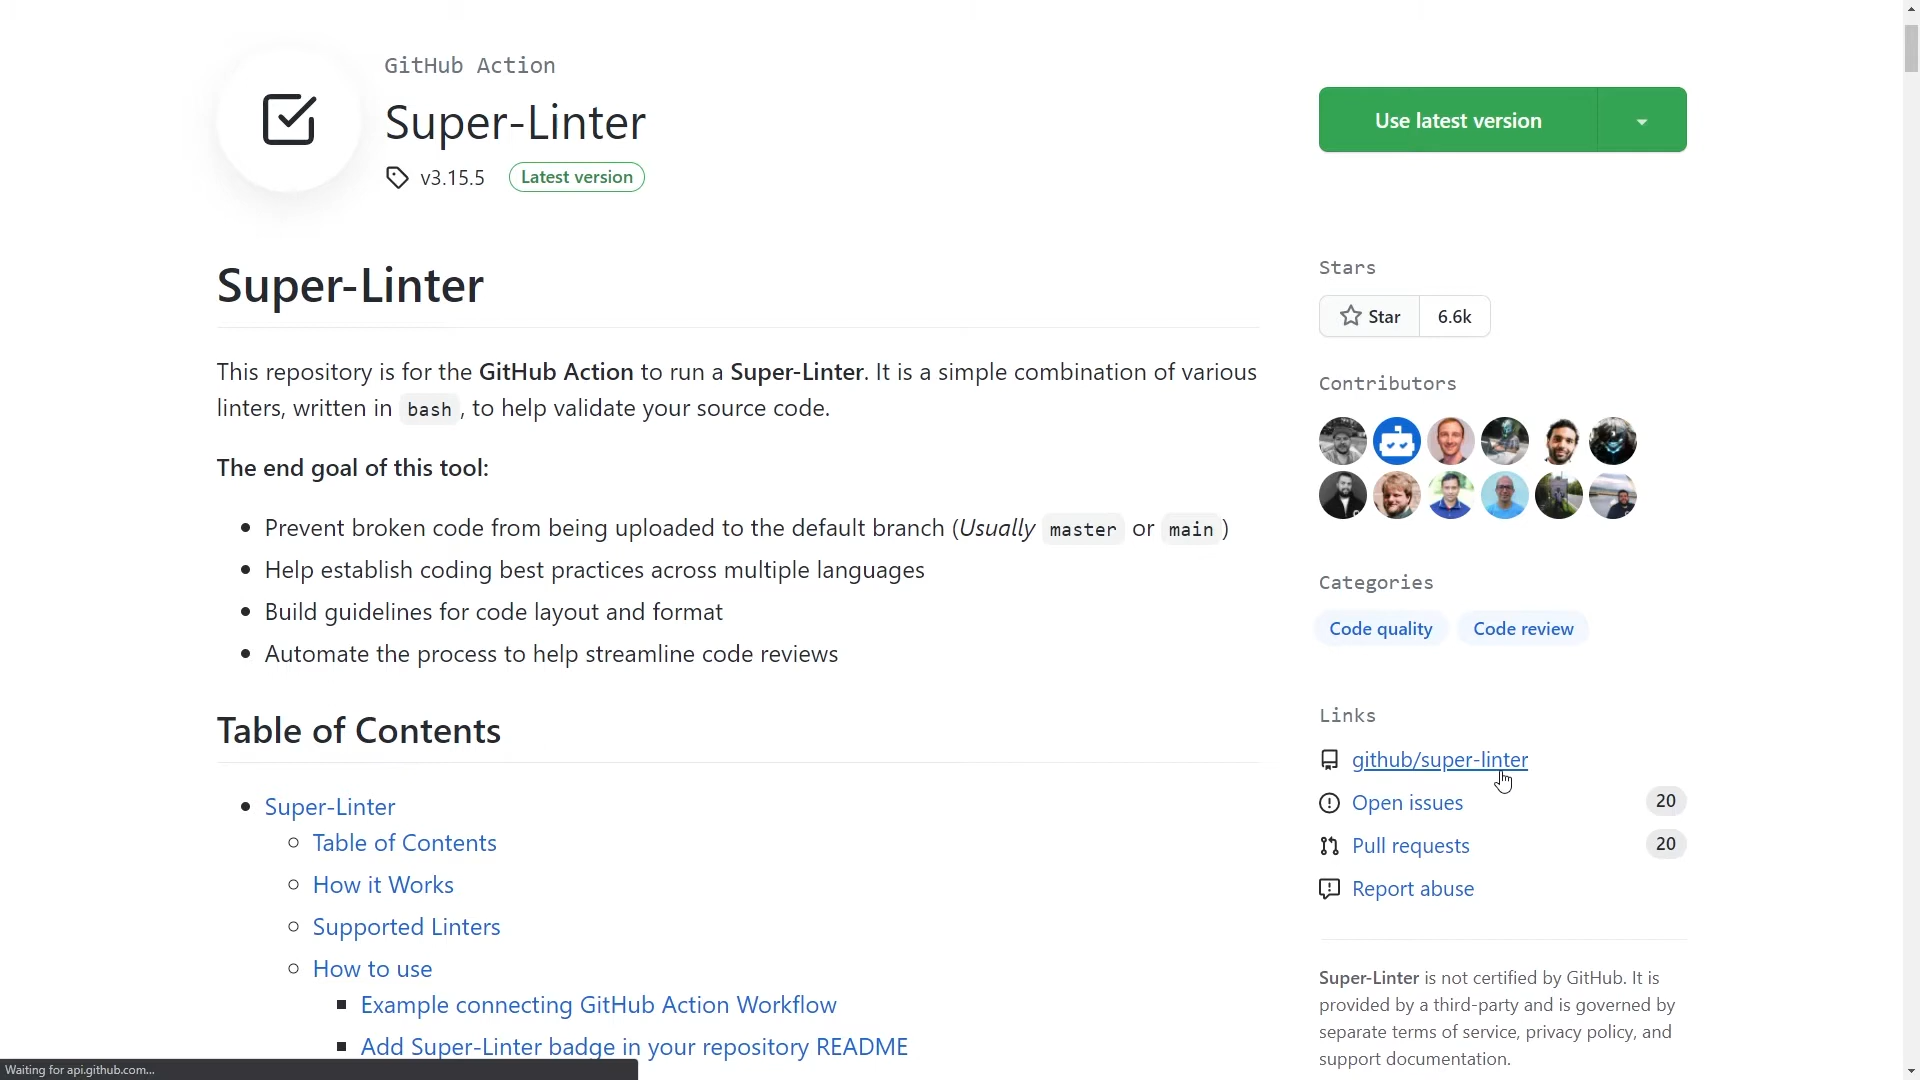 GitHub Action
Super-Linter
v3.15.5 Latest version
Use latest version
Super-Linter
This repository is for the GitHub Action to run a Super-Linter. It is a simple combination of various
linters, written in bash , to help validate your source code.
The end goal of this tool:
Prevent broken code from being uploaded to the default branch (Usually master or main )
Help establish coding best practices across multiple languages
Build guidelines for code layout and format
Automate the process to help streamline code reviews
Table of Contents
Super-Linter
Table of Contents
How it Works
Supported Linters
How to use
Example connecting GitHub Action Workflow
Add Super-Linter badge in your repository README
Stars
Star 6.6k
Contributors
Categories
Code quality Code review
Links
github/super-linter
Open issues 20
Pull requests 20
Report abuse
Super-Linter is not certified by GitHub. It is
provided by a third-party and is governed by
separate terms of service, privacy policy, and
support documentation.
Waiting for api.github.com...